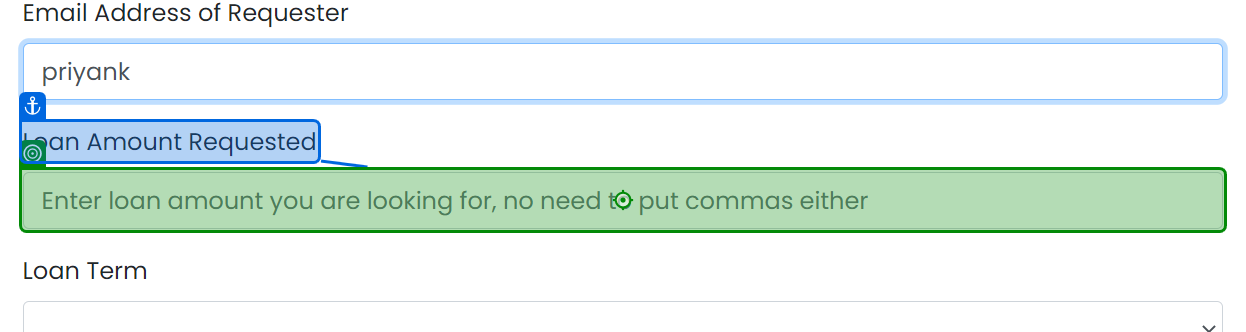 Email Address of Requester
priyank
Loan Amount Requested
Enter loan amount you are looking for, no need to put commas either
Loan Term